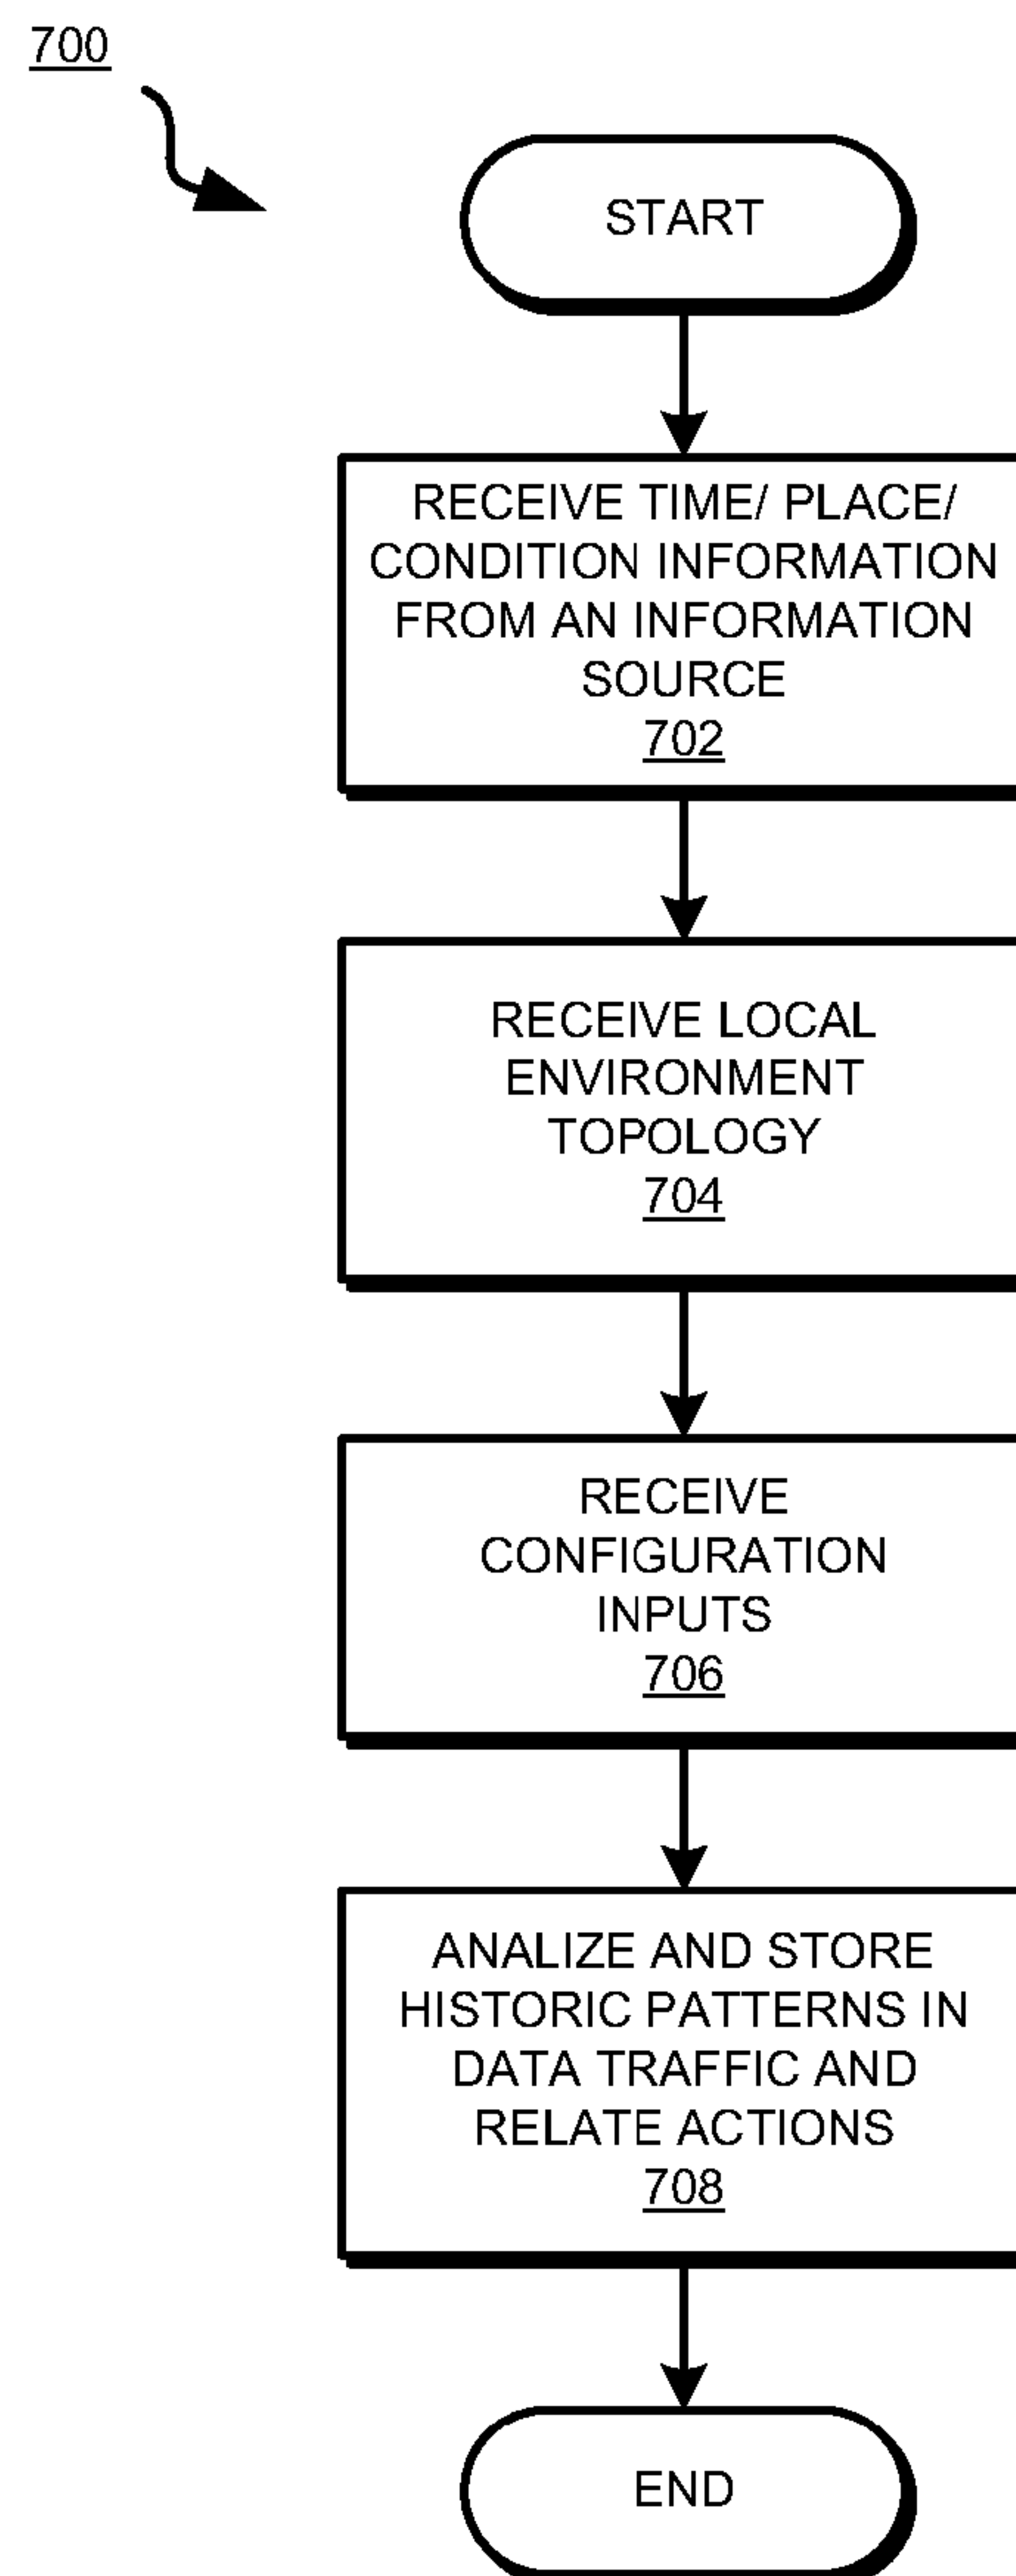 700
START
RECEIVE TIME/ PLACE/
CONDITION INFORMATION
FROM AN INFORMATION
SOURCE
702
RECEIVE LOCAL
ENVIRONMENT
TOPOLOGY
704
RECEIVE
CONFIGURATION
INPUTS
706
ANALIZE AND STORE
HISTORIC PATTERNS IN
DATA TRAFFIC AND
RELATE ACTIONS
708
END